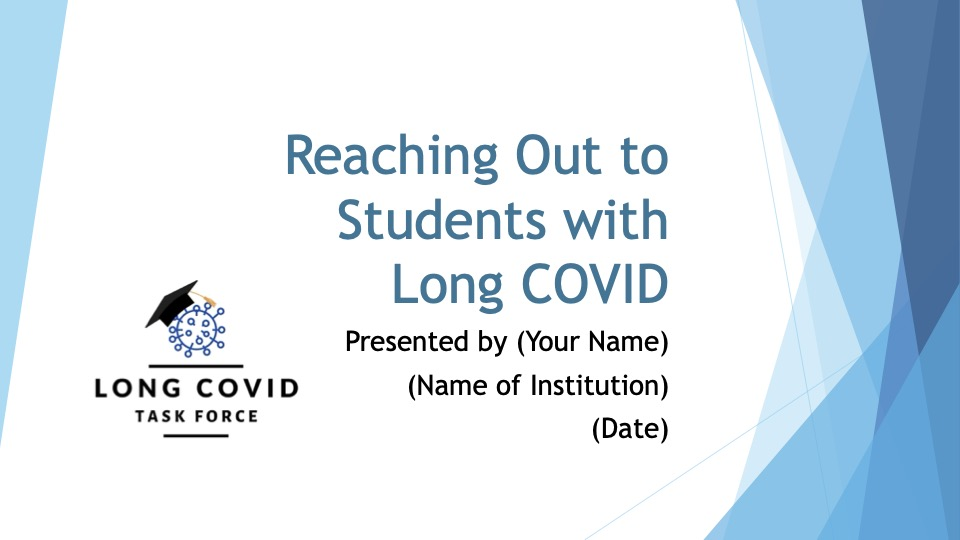 Reaching Out to
Students with
Long COVID
Presented by (Your Name)
(Name of Institution)
(Date)
LONG COVID
TASK FORCE